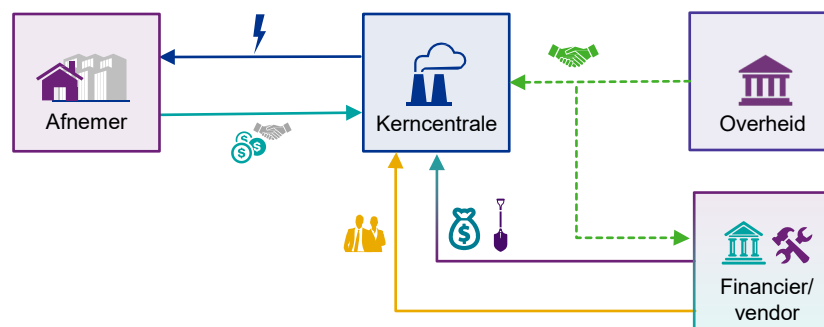 Afnemer
Kerncentrale
Overheid
Financier/
vendor